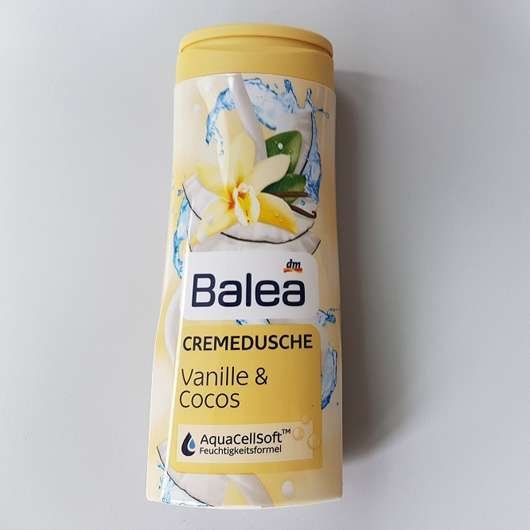 dm
Balea
CREMEDUSCHE
Vanille &
Cocos
AquaCellSoft™
Feuchtigkeitsformel